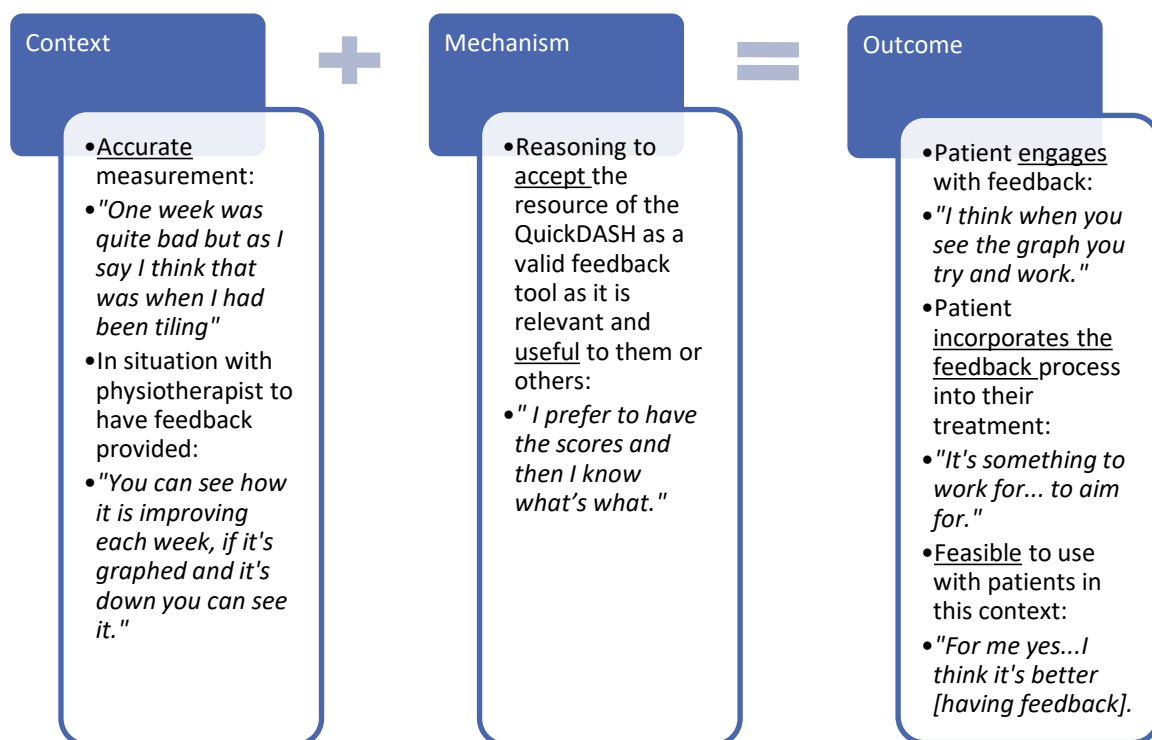 Context
•Accurate
measurement:
•"One week was
quite bad but as I
say I think that
was when I had
been tiling"
•In situation with
physiotherapist to
have feedback
provided:
•"You can see how
it is improving
each week, if it's
graphed and it's
down you can see
it."
+
Mechanism
•Reasoning to
accept the
resource of the
QuickDASH as a
valid feedback
tool as it is
relevant and
useful to them or
others:
•" I prefer to have
the scores and
then I know
what’s what."
=
Outcome
•Patient engages
with feedback:
•"I think when you
see the graph you
try and work."
•Patient
incorporates the
feedback process
into their
treatment:
•"It's something to
work for... to aim
for."
•Feasible to use
with patients in
this context:
•"For me yes...I
think it's better
[having feedback].